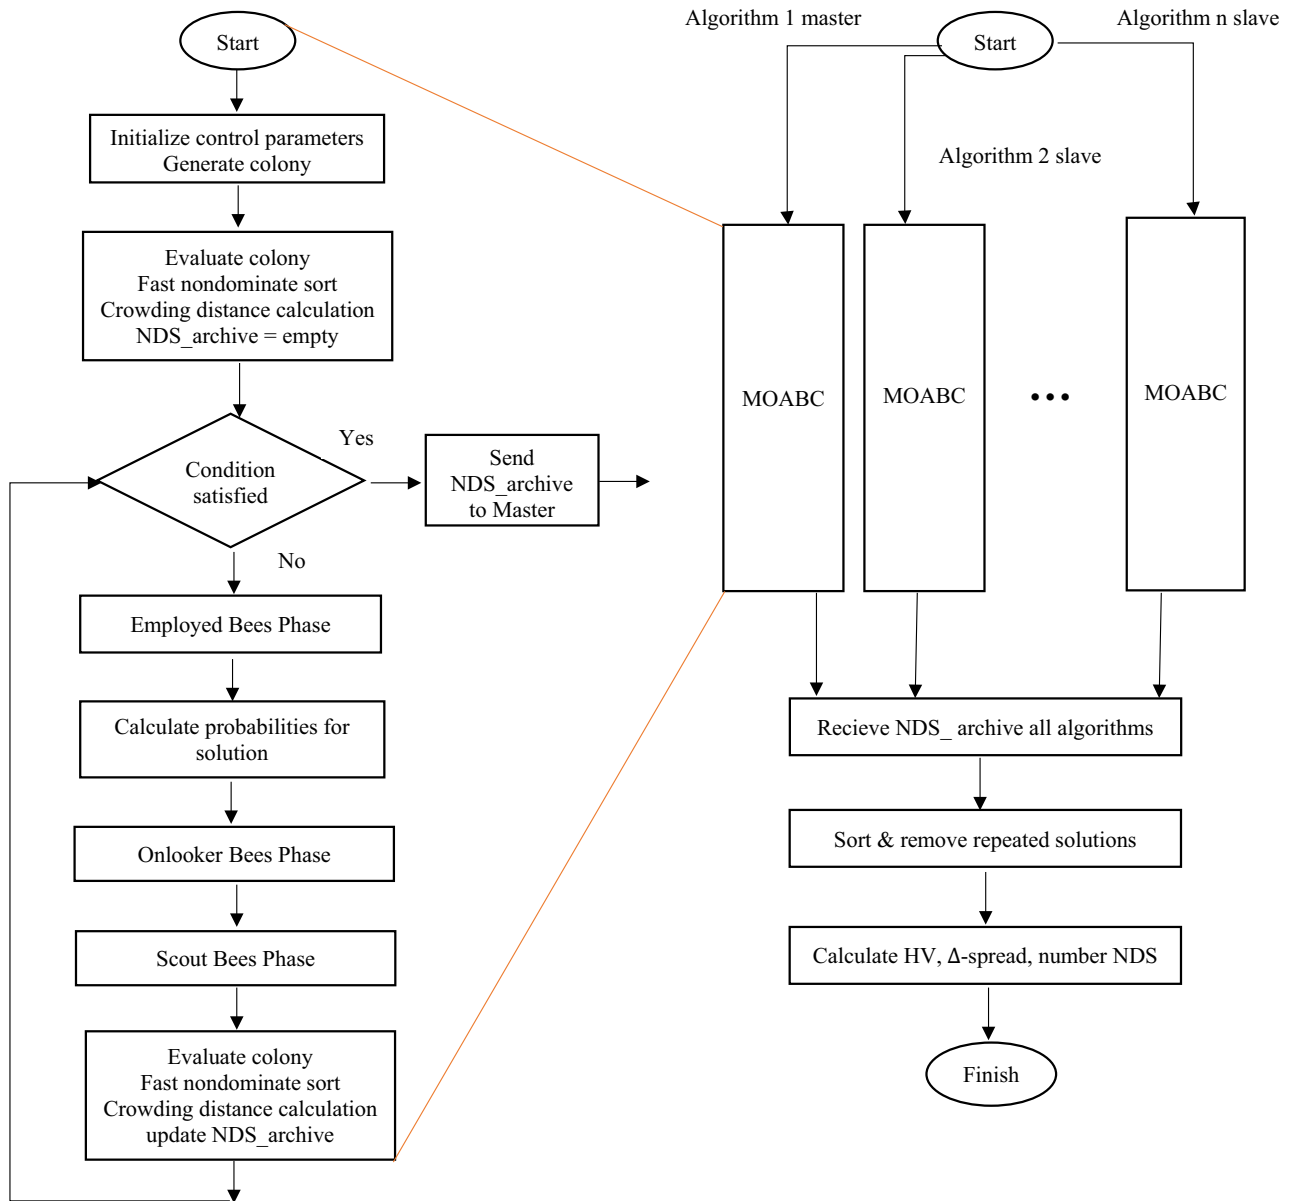 Start
Initialize control parameters
Generate colony
Evaluate colony
Fast nondominate sort
Crowding distance calculation
NDS_archive = empty
Condition
satisfied
Yes
Send
NDS_archive
to Master
No
Employed Bees Phase
Calculate probabilities for
solution
Onlooker Bees Phase
Scout Bees Phase
Evaluate colony
Fast nondominate sort
Crowding distance calculation
update NDS_archive
Algorithm 1 master
Start
Algorithm n slave
Algorithm 2 slave
MOABC
MOABC
•••
MOABC
Recieve NDS_ archive all algorithms
Sort & remove repeated solutions
Calculate HV, Δ-spread, number NDS
Finish